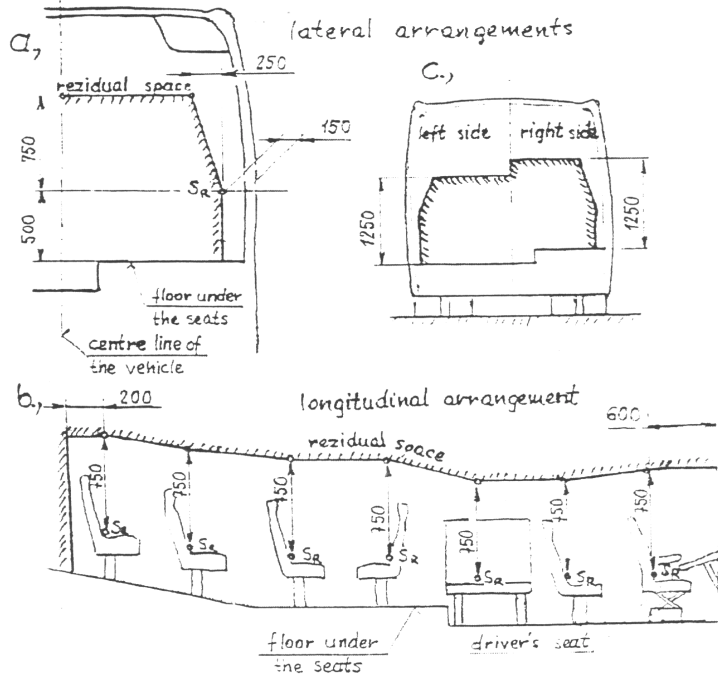 a,
lateral arrangements
250
rezidual space
750
150
SR
500
floor under
the seats
centre line of
the vehicle
c.,
left side
right side
1250
1250
b.,
200
longitudinal arrangement
600
rezidual space
750
750
750
750
750
750
750
SR
SR
SR
SR
SR
SR
SR
floor under
the seats
driver's seat